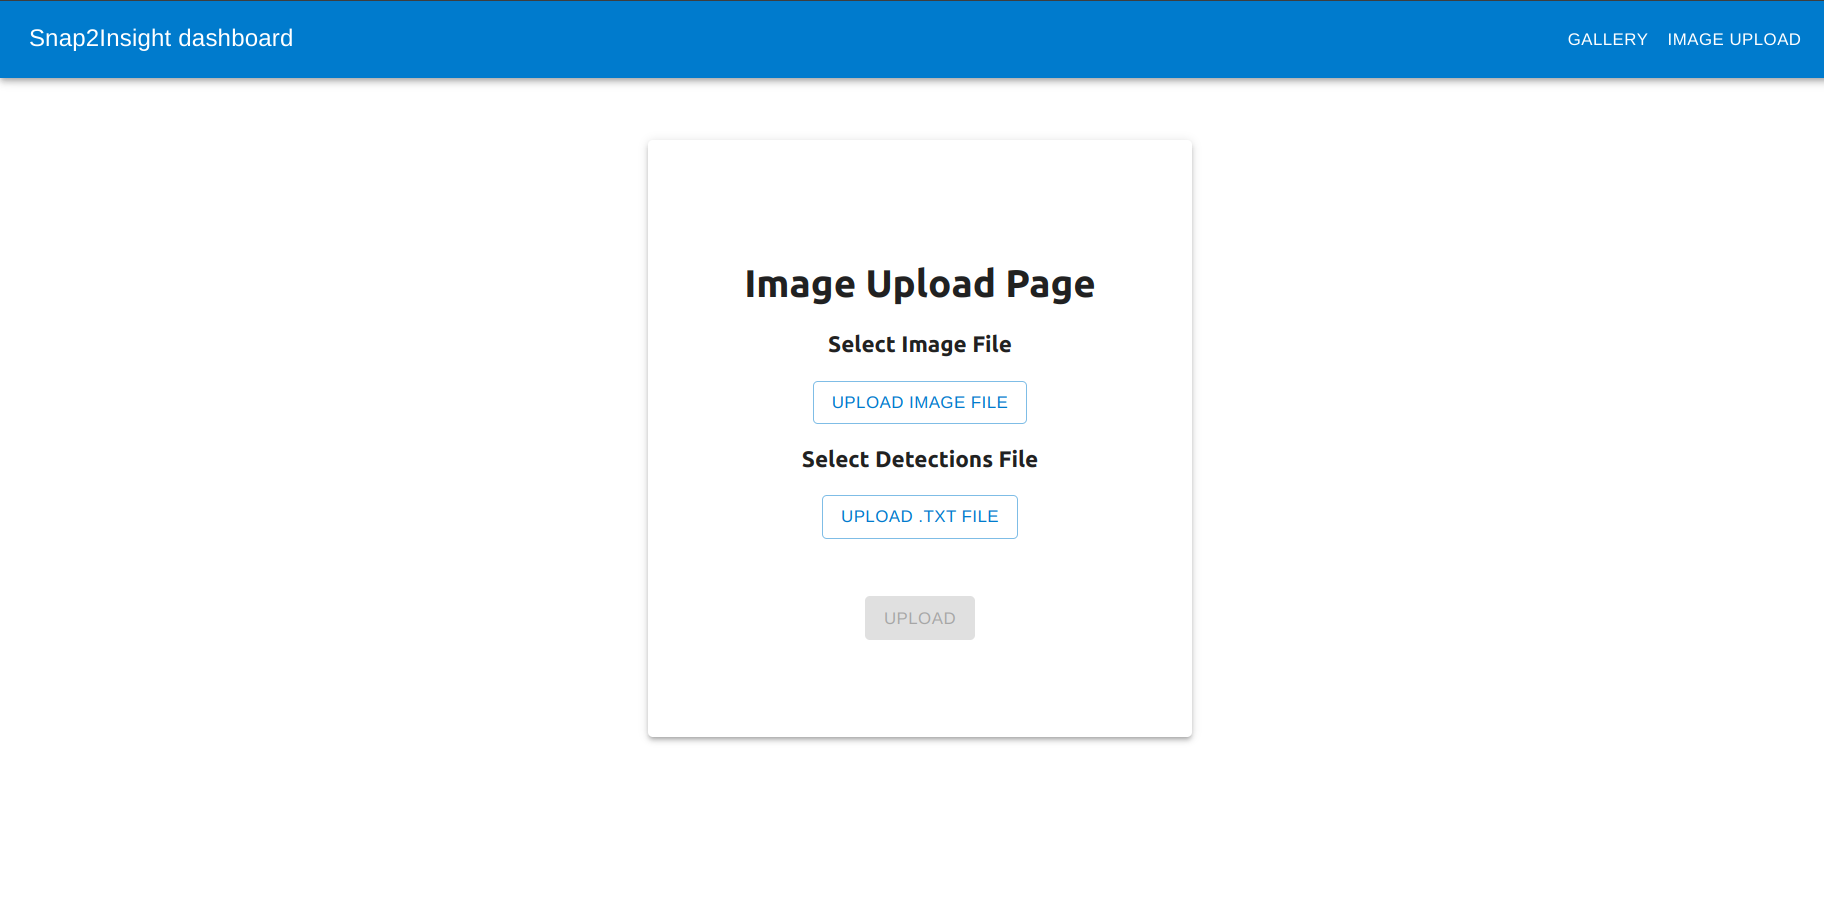 Snap2Insight dashboard
GALLERY
IMAGE UPLOAD
Image Upload Page
Select Image File
UPLOAD IMAGE FILE
Select Detections File
UPLOAD .TXT FILE
UPLOAD